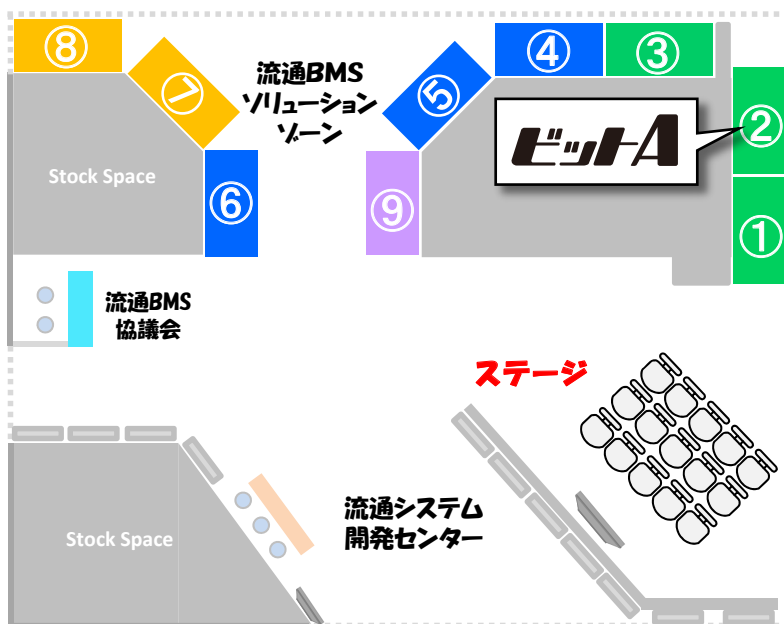 ⑧
⑦
流通BMS
ソリューション
ゾーン
⑤
④
③
②
ビットA
Stock Space
⑥
⑨
①
流通BMS
協議会
ステージ
流通システム
開発センター
Stock Space